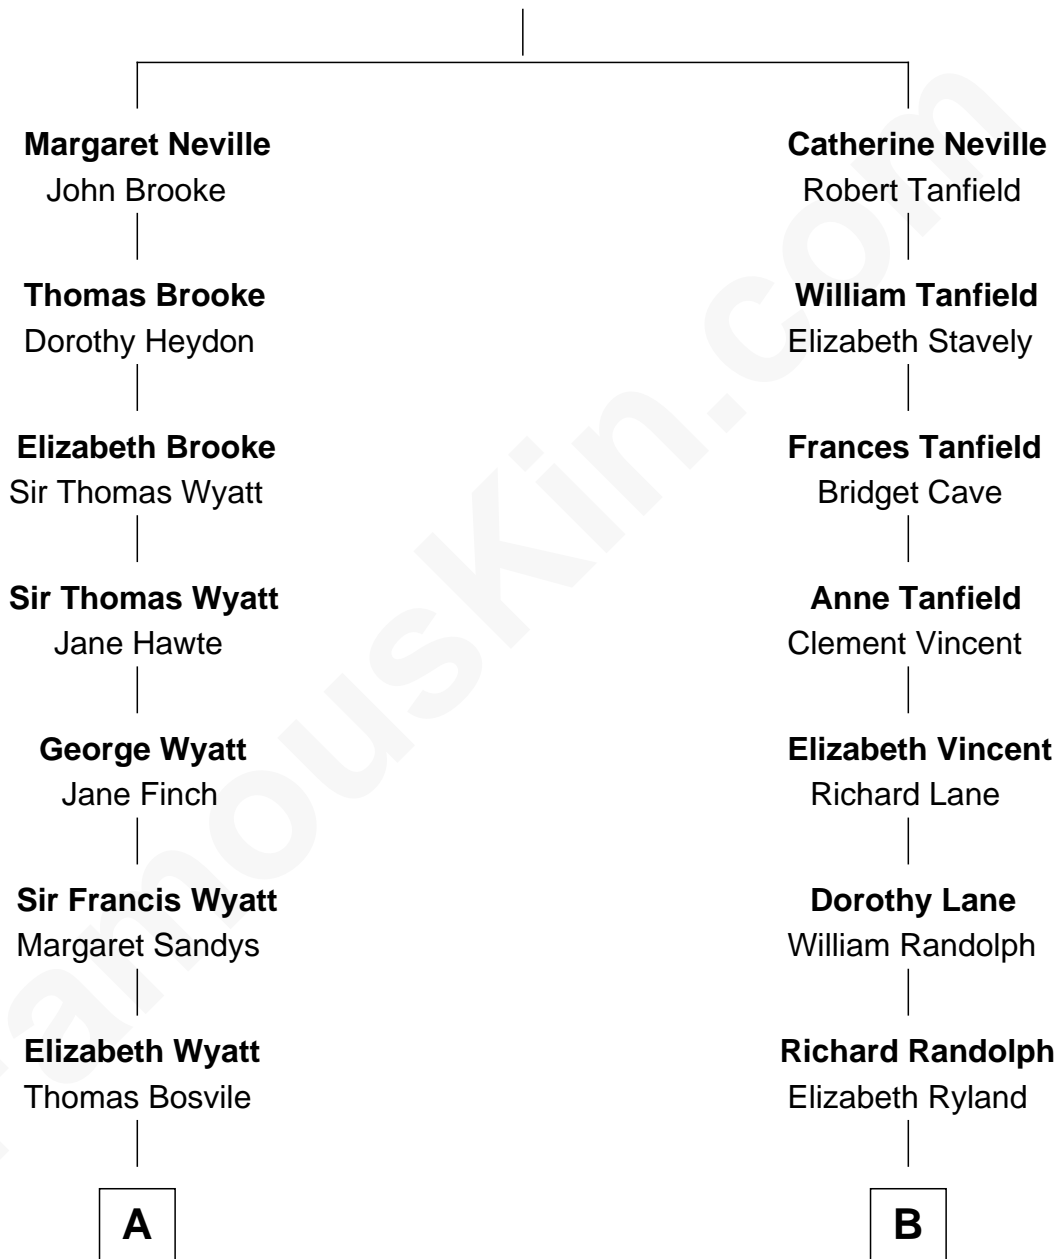 Margaret Neville
John Brooke
Catherine Neville
Robert Tanfield
Thomas Brooke
Dorothy Heydon
William Tanfield
Elizabeth Stavely
Elizabeth Brooke
Sir Thomas Wyatt
Frances Tanfield
Bridget Cave
Sir Thomas Wyatt
Jane Hawte
Anne Tanfield
Clement Vincent
George Wyatt
Jane Finch
Elizabeth Vincent
Richard Lane
Sir Francis Wyatt
Margaret Sandys
Dorothy Lane
William Randolph
Elizabeth Wyatt
Thomas Bosvile
Richard Randolph
Elizabeth Ryland
A
B
FamousKin.com